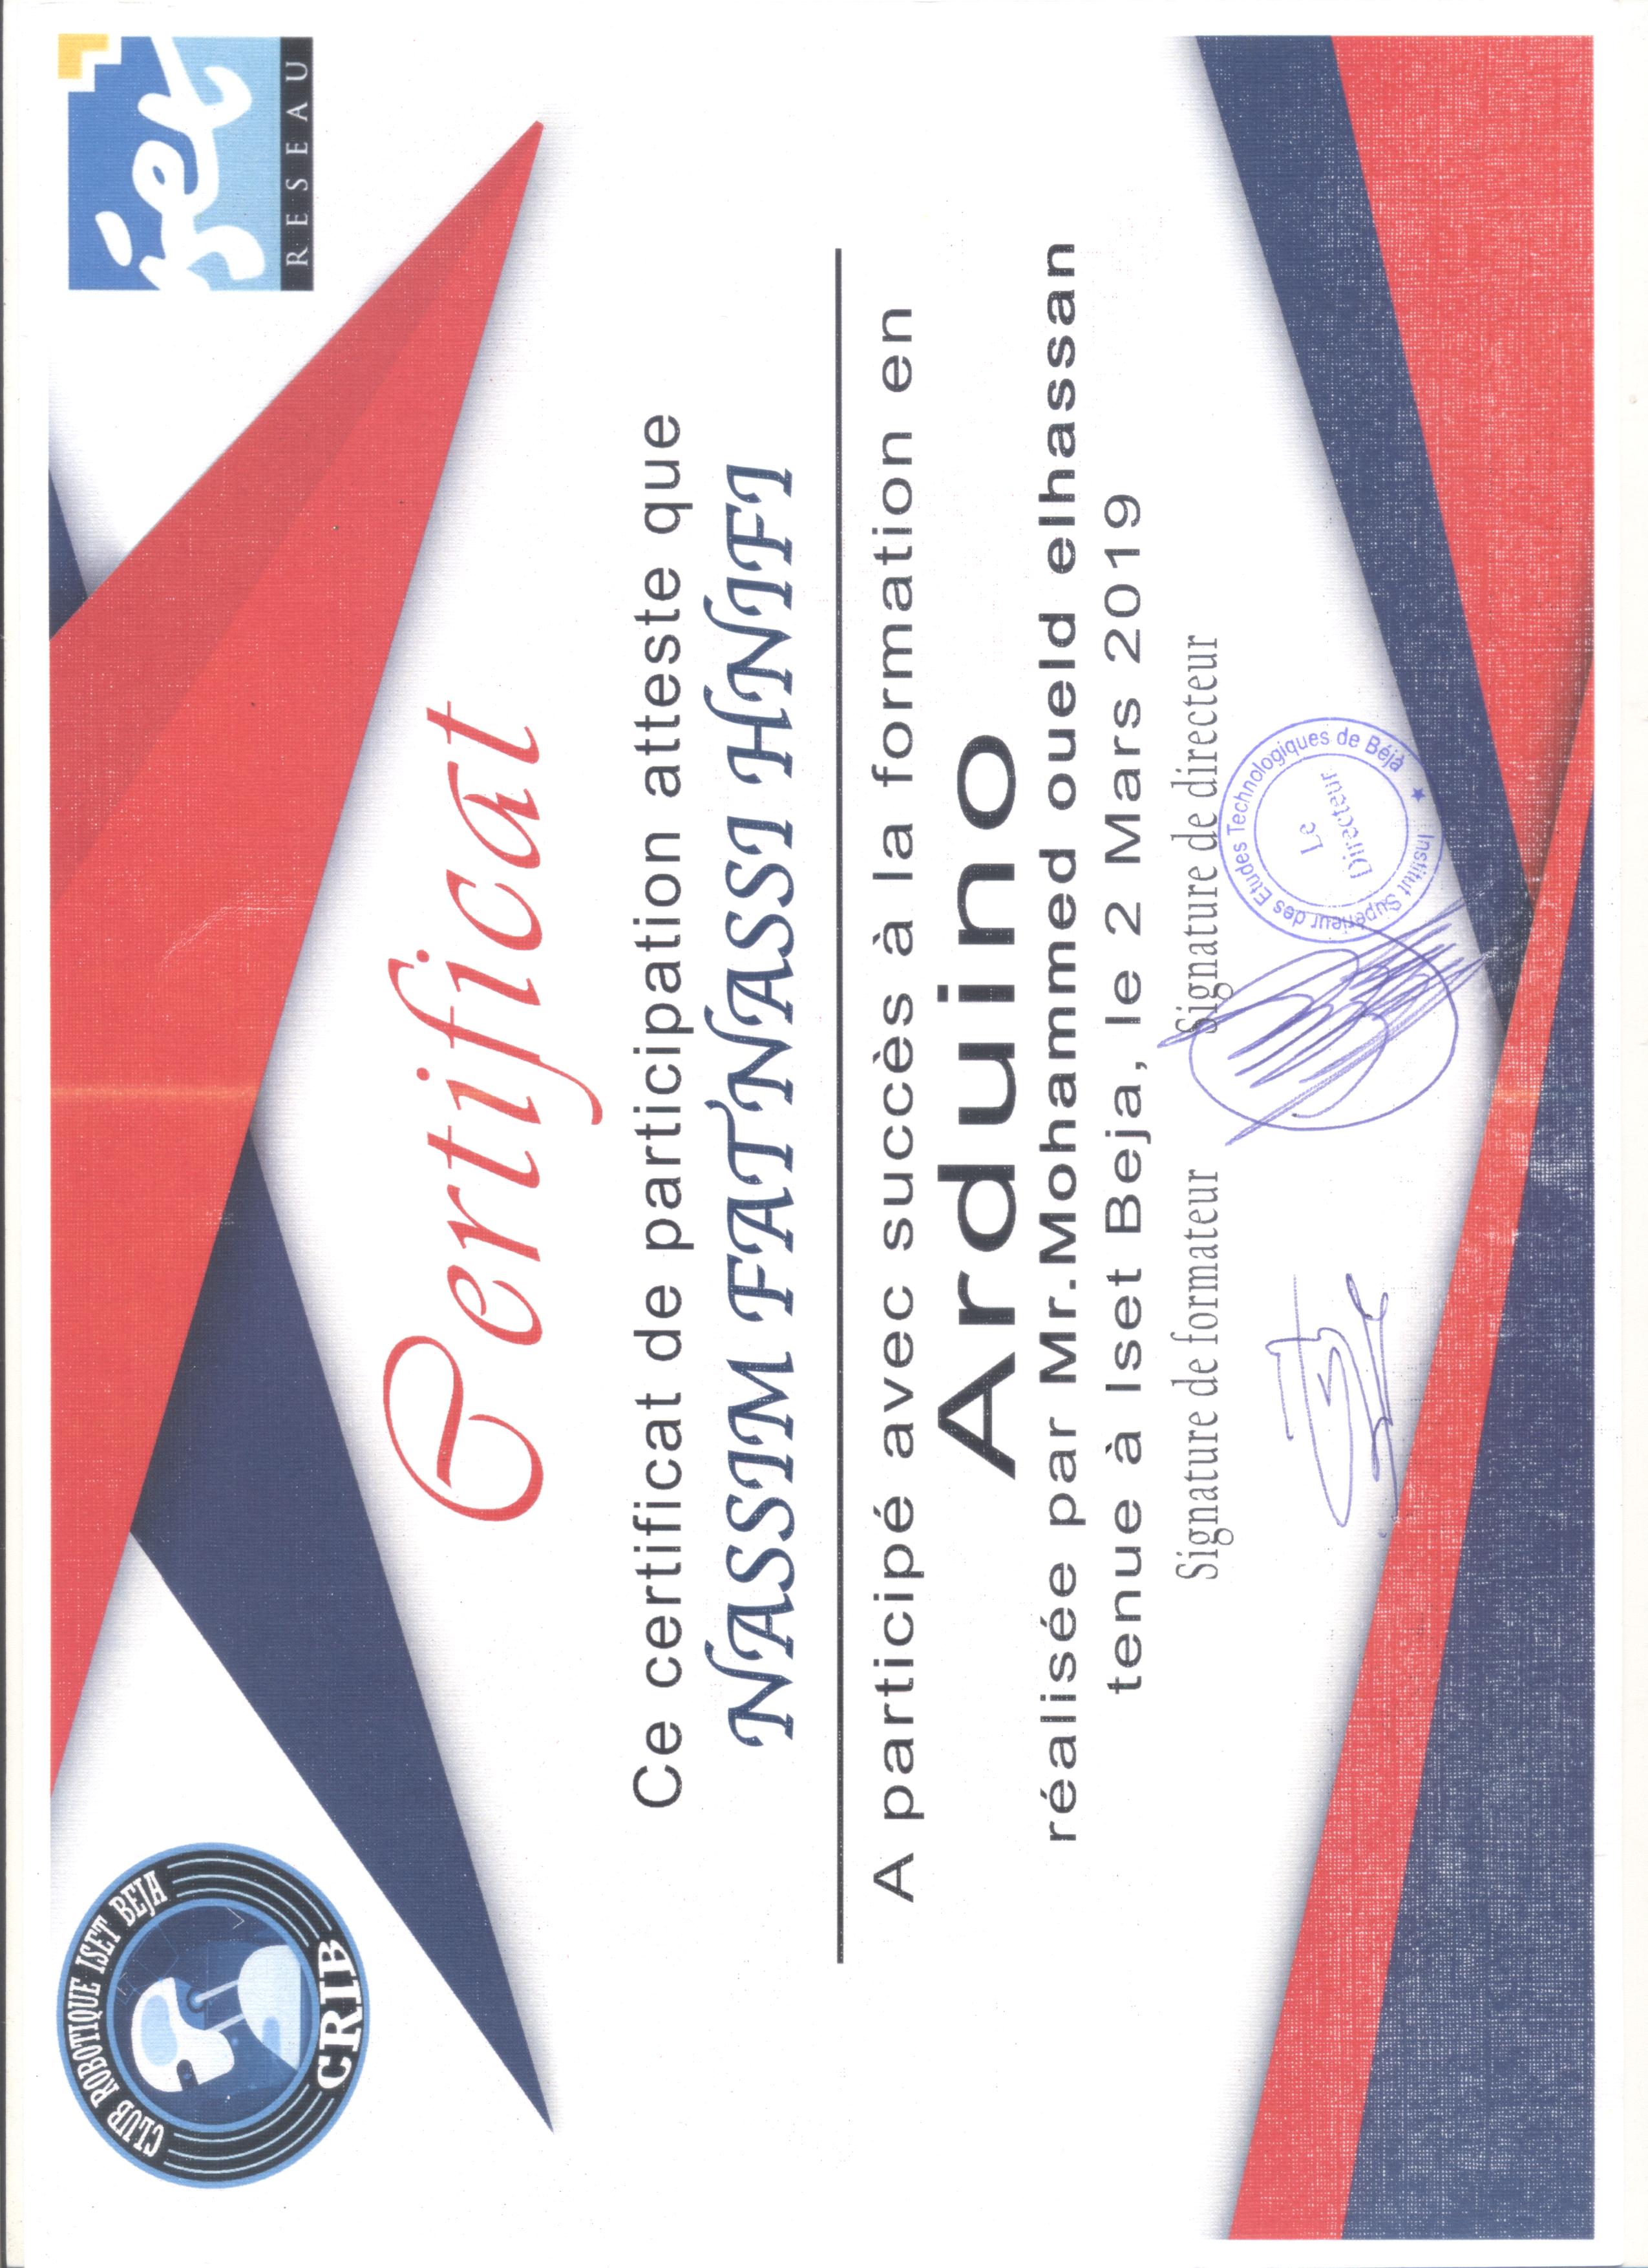 CLUB ROBOTIQUE ISET BEJA
CRIB
iset
RESEAU
Certificat
Ce certificat de participation atteste que
NASSIM FATNASSI HNIFI
A participé avec succès à la formation en
Arduino
réalisée par Mr.Mohammed oueld elhassan
tenue à Iset Beja, le 2 Mars 2019
Signature de formateur
Signature de directeur
Institut Supérieur des Etudes Technologiques de Béja
Le
Directeur